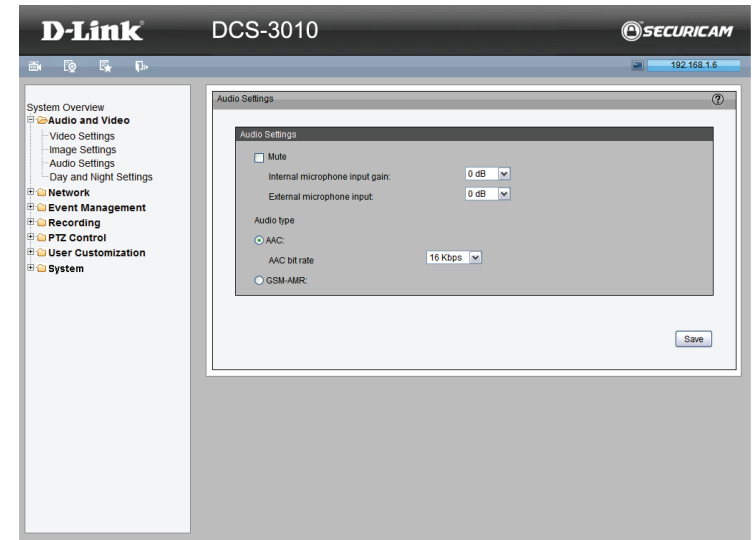 D-Link
DCS-3010
SECURICAM
192.168.1.6
System Overview
Audio and Video
Video Settings
Image Settings
Audio Settings
Day and Night Settings
Network
Event Management
Recording
PTZ Control
User Customization
System
Audio Settings
?
Audio Settings
Mute
Internal microphone input gain:
0 dB
External microphone input:
0 dB
Audio type
AAC:
AAC bit rate
16 Kbps
GSM-AMR:
Save